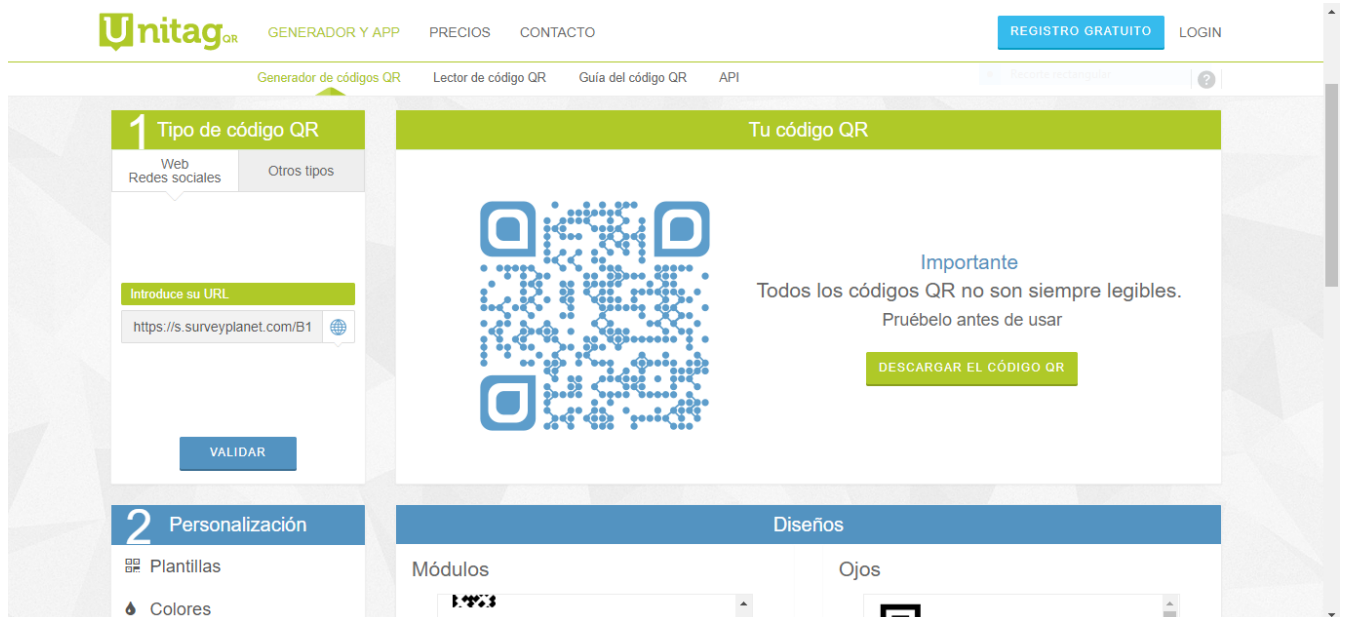 Unitag QR
GENERADOR Y APP PRECIOS CONTACTO
REGISTRO GRATUITO LOGIN
Generador de códigos QR Lector de código QR Guía del código QR API
Recorte rectangular
?
1 Tipo de código QR
Web
Redes sociales
Otros tipos
Introduce su URL
https://s.surveyplanet.com/B1
VALIDAR
Tu código QR
Importante
Todos los códigos QR no son siempre legibles.
Pruébelo antes de usar
DESCARGAR EL CÓDIGO QR
2 Personalización
Plantillas
Colores
Diseños
Módulos
Ojos